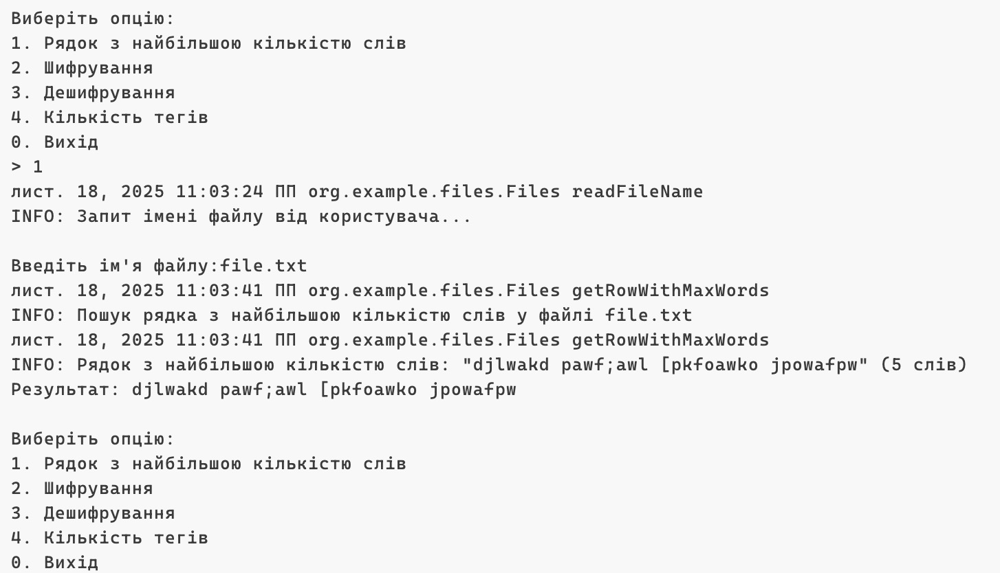 Виберіть опцію:
1. Рядок з найбільшою кількістю слів
2. Шифрування
3. Дешифрування
4. Кількість тегів
0. Вихід
> 1
лист. 18, 2025 11:03:24 ПП org.example.files.Files readFileName
INFO: Запит імені файлу від користувача...
Введіть ім'я файлу:file.txt
лист. 18, 2025 11:03:41 ПП org.example.files.Files getRowWithMaxWords
INFO: Пошук рядка з найбільшою кількістю слів у файлі file.txt
лист. 18, 2025 11:03:41 ПП org.example.files.Files getRowWithMaxWords
INFO: Рядок з найбільшою кількістю слів: "djlwakd pawf;awl [pkfoawko jpowafpw" (5 слів)
Результат: djlwakd pawf;awl [pkfoawko jpowafpw
Виберіть опцію:
1. Рядок з найбільшою кількістю слів
2. Шифрування
3. Дешифрування
4. Кількість тегів
0. Вихід